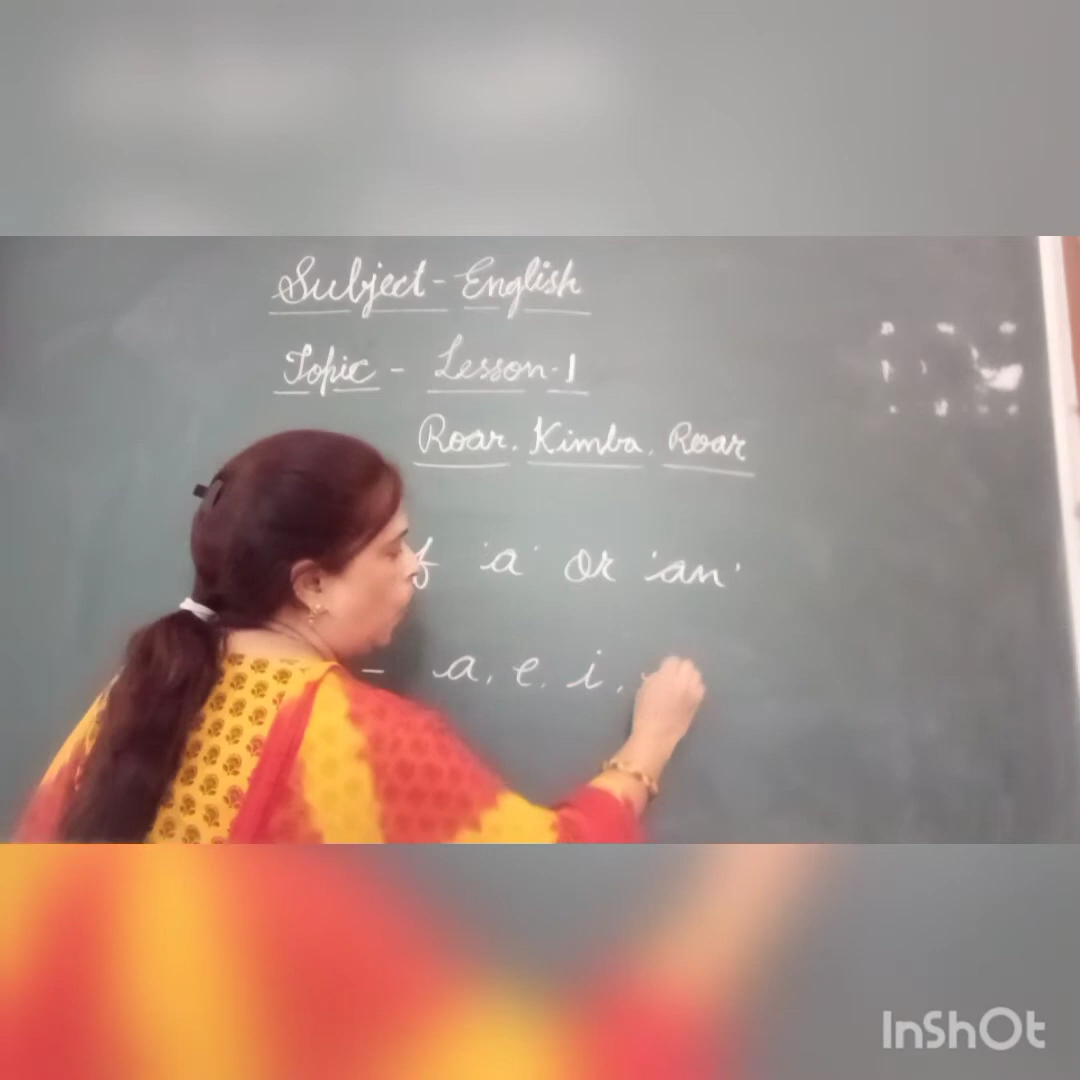 Subject - English
Topic - Lesson-1
Roar. Kimba. Roar
'a' or 'an'
- a, e, i,
InShOt